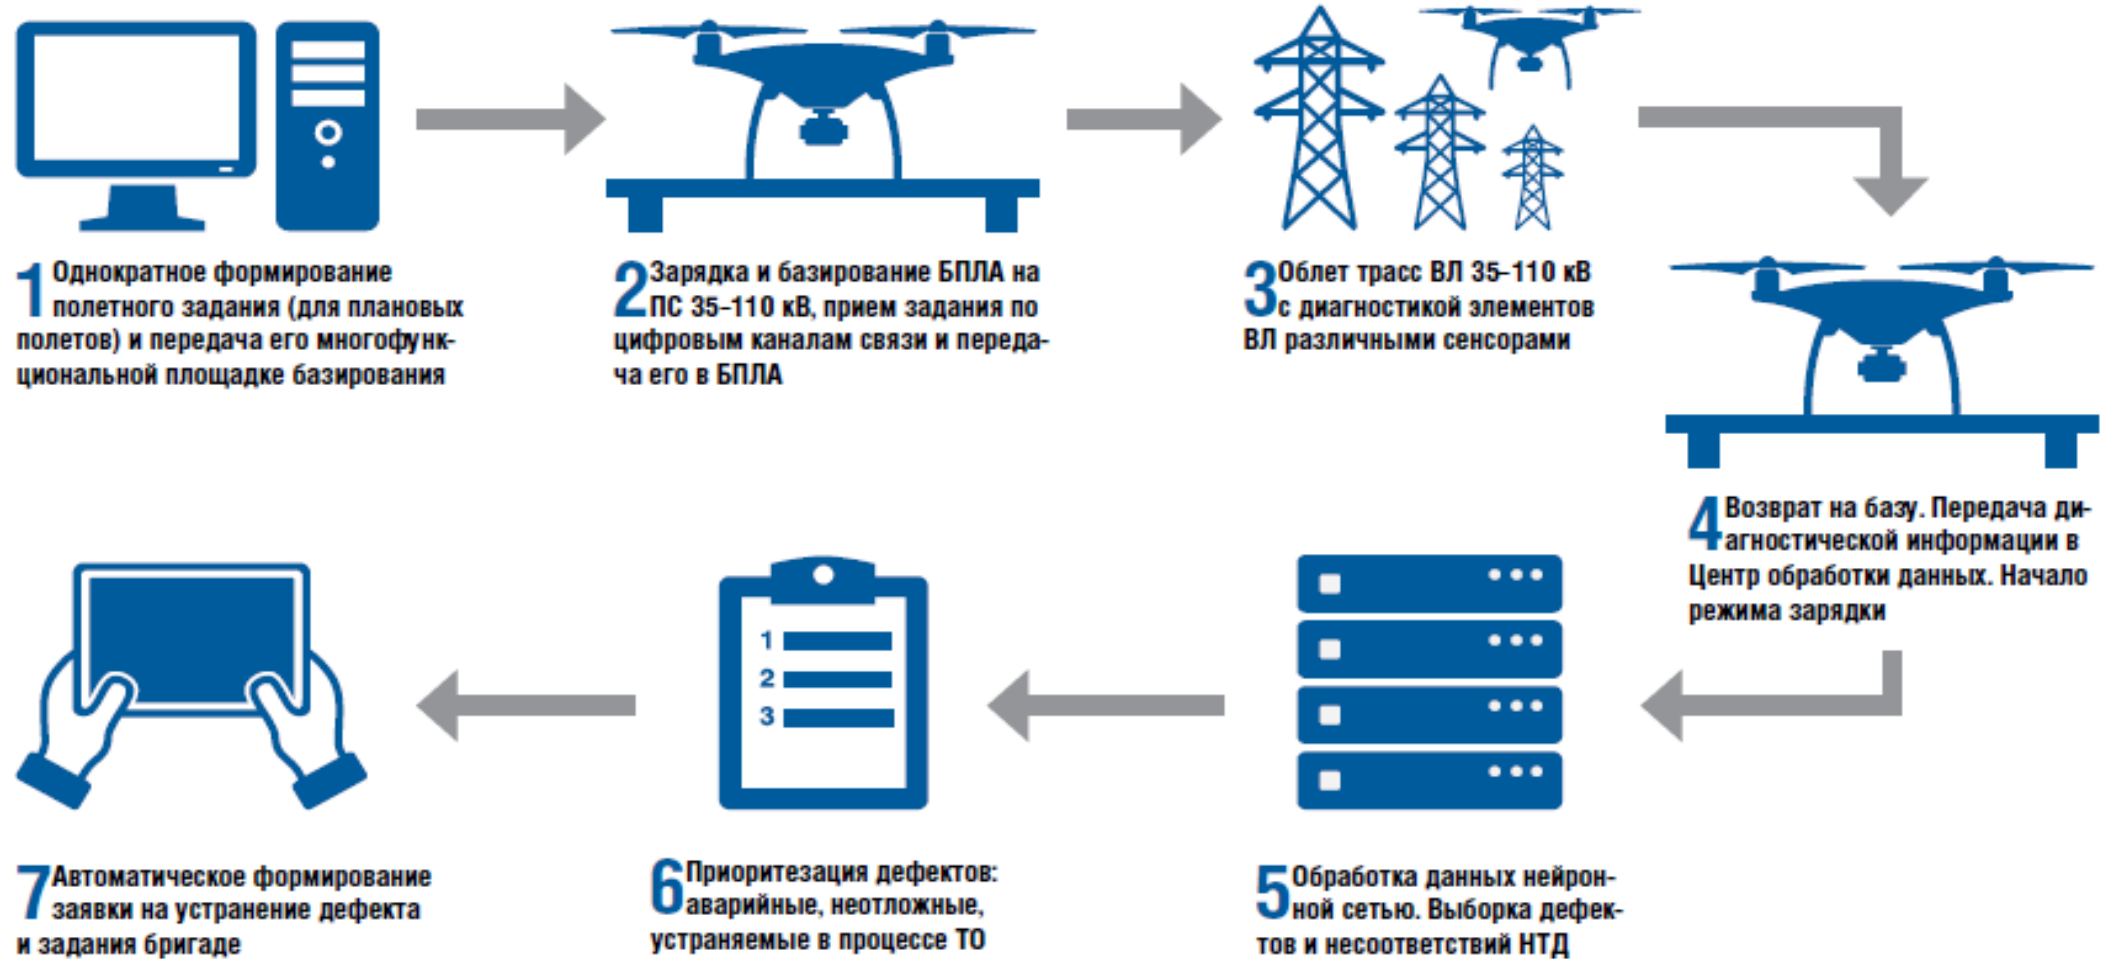 1 Однократное формирование
полетного задания (для плановых
полетов) и передача его многофунк-
циональной площадке базирования
2 Зарядка и базирование БПЛА на
ПС 35–110 кВ, прием задания по
цифровым каналам связи и переда-
ча его в БПЛА
3 Облет трасс ВЛ 35–110 кВ
с диагностикой элементов
ВЛ различными сенсорами
4 Возврат на базу. Передача ди-
агностической информации в
Центр обработки данных. Начало
режима зарядки
5 Обработка данных нейрон-
ной сетью. Выборка дефек-
тов и несоответствий НТД
1
2
3
6 Приоритезация дефектов:
аварийные, неотложные,
устраняемые в процессе ТО
7 Автоматическое формирование
заявки на устранение дефекта
и задания бригаде